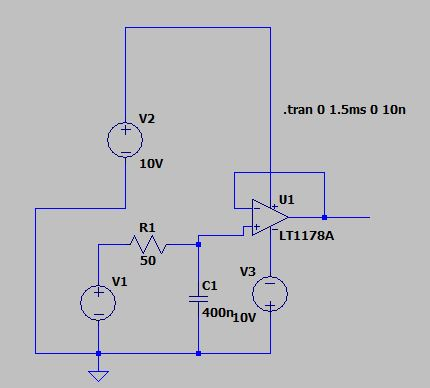 V2
10V
.tran 0 1.5ms 0 10n
U1
LT1178A
R1
50
V1
C1
400n
V3
10V